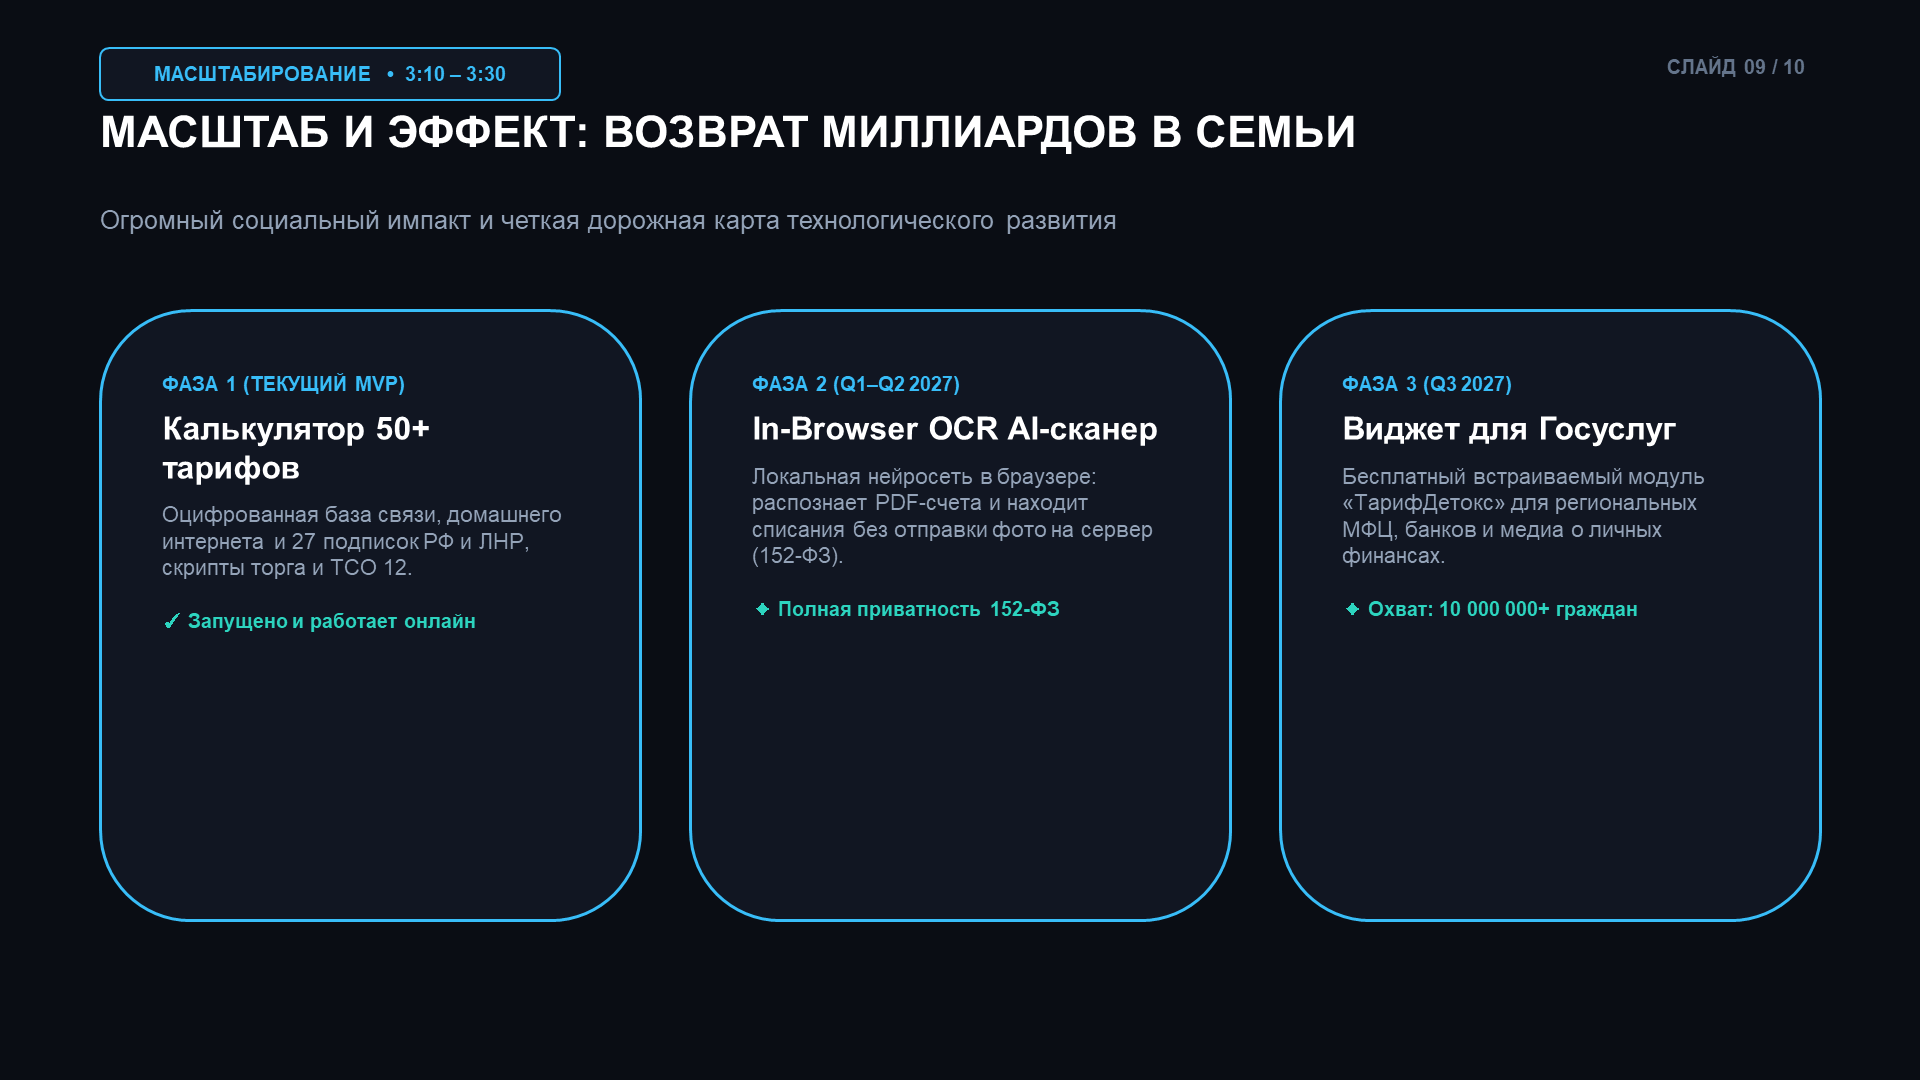 МАСШТАБИРОВАНИЕ • 3:10 – 3:30
СЛАЙД 09 / 10
МАСШТАБ И ЭФФЕКТ: ВОЗВРАТ МИЛЛИАРДОВ В СЕМЬИ
Огромный социальный импакт и четкая дорожная карта технологического развития
ФАЗА 1 (ТЕКУЩИЙ MVP)
Калькулятор 50+
тарифов
Оцифрованная база связи, домашнего
интернета и 27 подписок РФ и ЛНР,
скрипты торга и TCO 12.
✓ Запущено и работает онлайн
ФАЗА 2 (Q1–Q2 2027)
In-Browser OCR AI-сканер
Локальная нейросеть в браузере:
распознает PDF-счета и находит
списания без отправки фото на сервер
(152-ФЗ).
⬥ Полная приватность 152-ФЗ
ФАЗА 3 (Q3 2027)
Виджет для Госуслуг
Бесплатный встраиваемый модуль
«ТарифДетокс» для региональных
МФЦ, банков и медиа о личных
финансах.
⬥ Охват: 10 000 000+ граждан